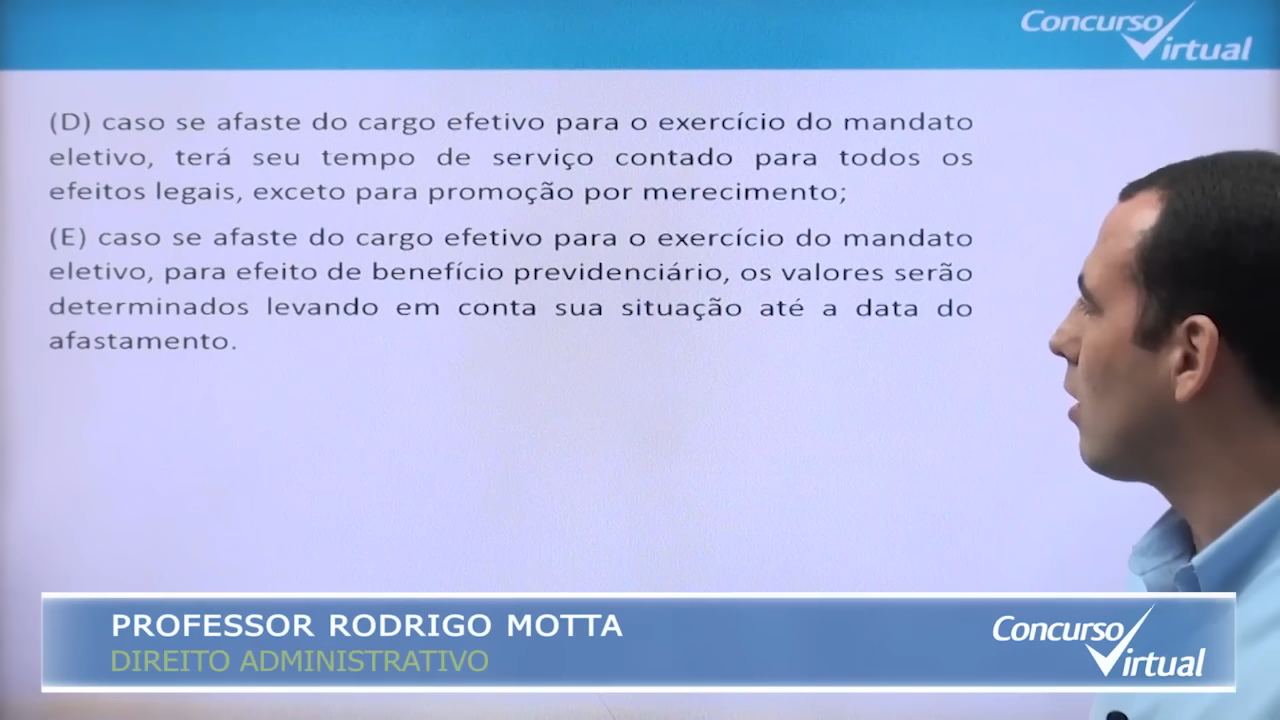 Concurso
Virtual
(D) caso se afaste do cargo efetivo para o exercício do mandato
eletivo, terá seu tempo de serviço contado para todos os
efeitos legais, exceto para promoção por merecimento;
(E) caso se afaste do cargo efetivo para o exercício do mandato
eletivo, para efeito de benefício previdenciário, os valores serão
determinados levando em conta sua situação até a data do
afastamento.
PROFESSOR RODRIGO MOTTA
DIREITO ADMINISTRATIVO
Concurso
Virtual